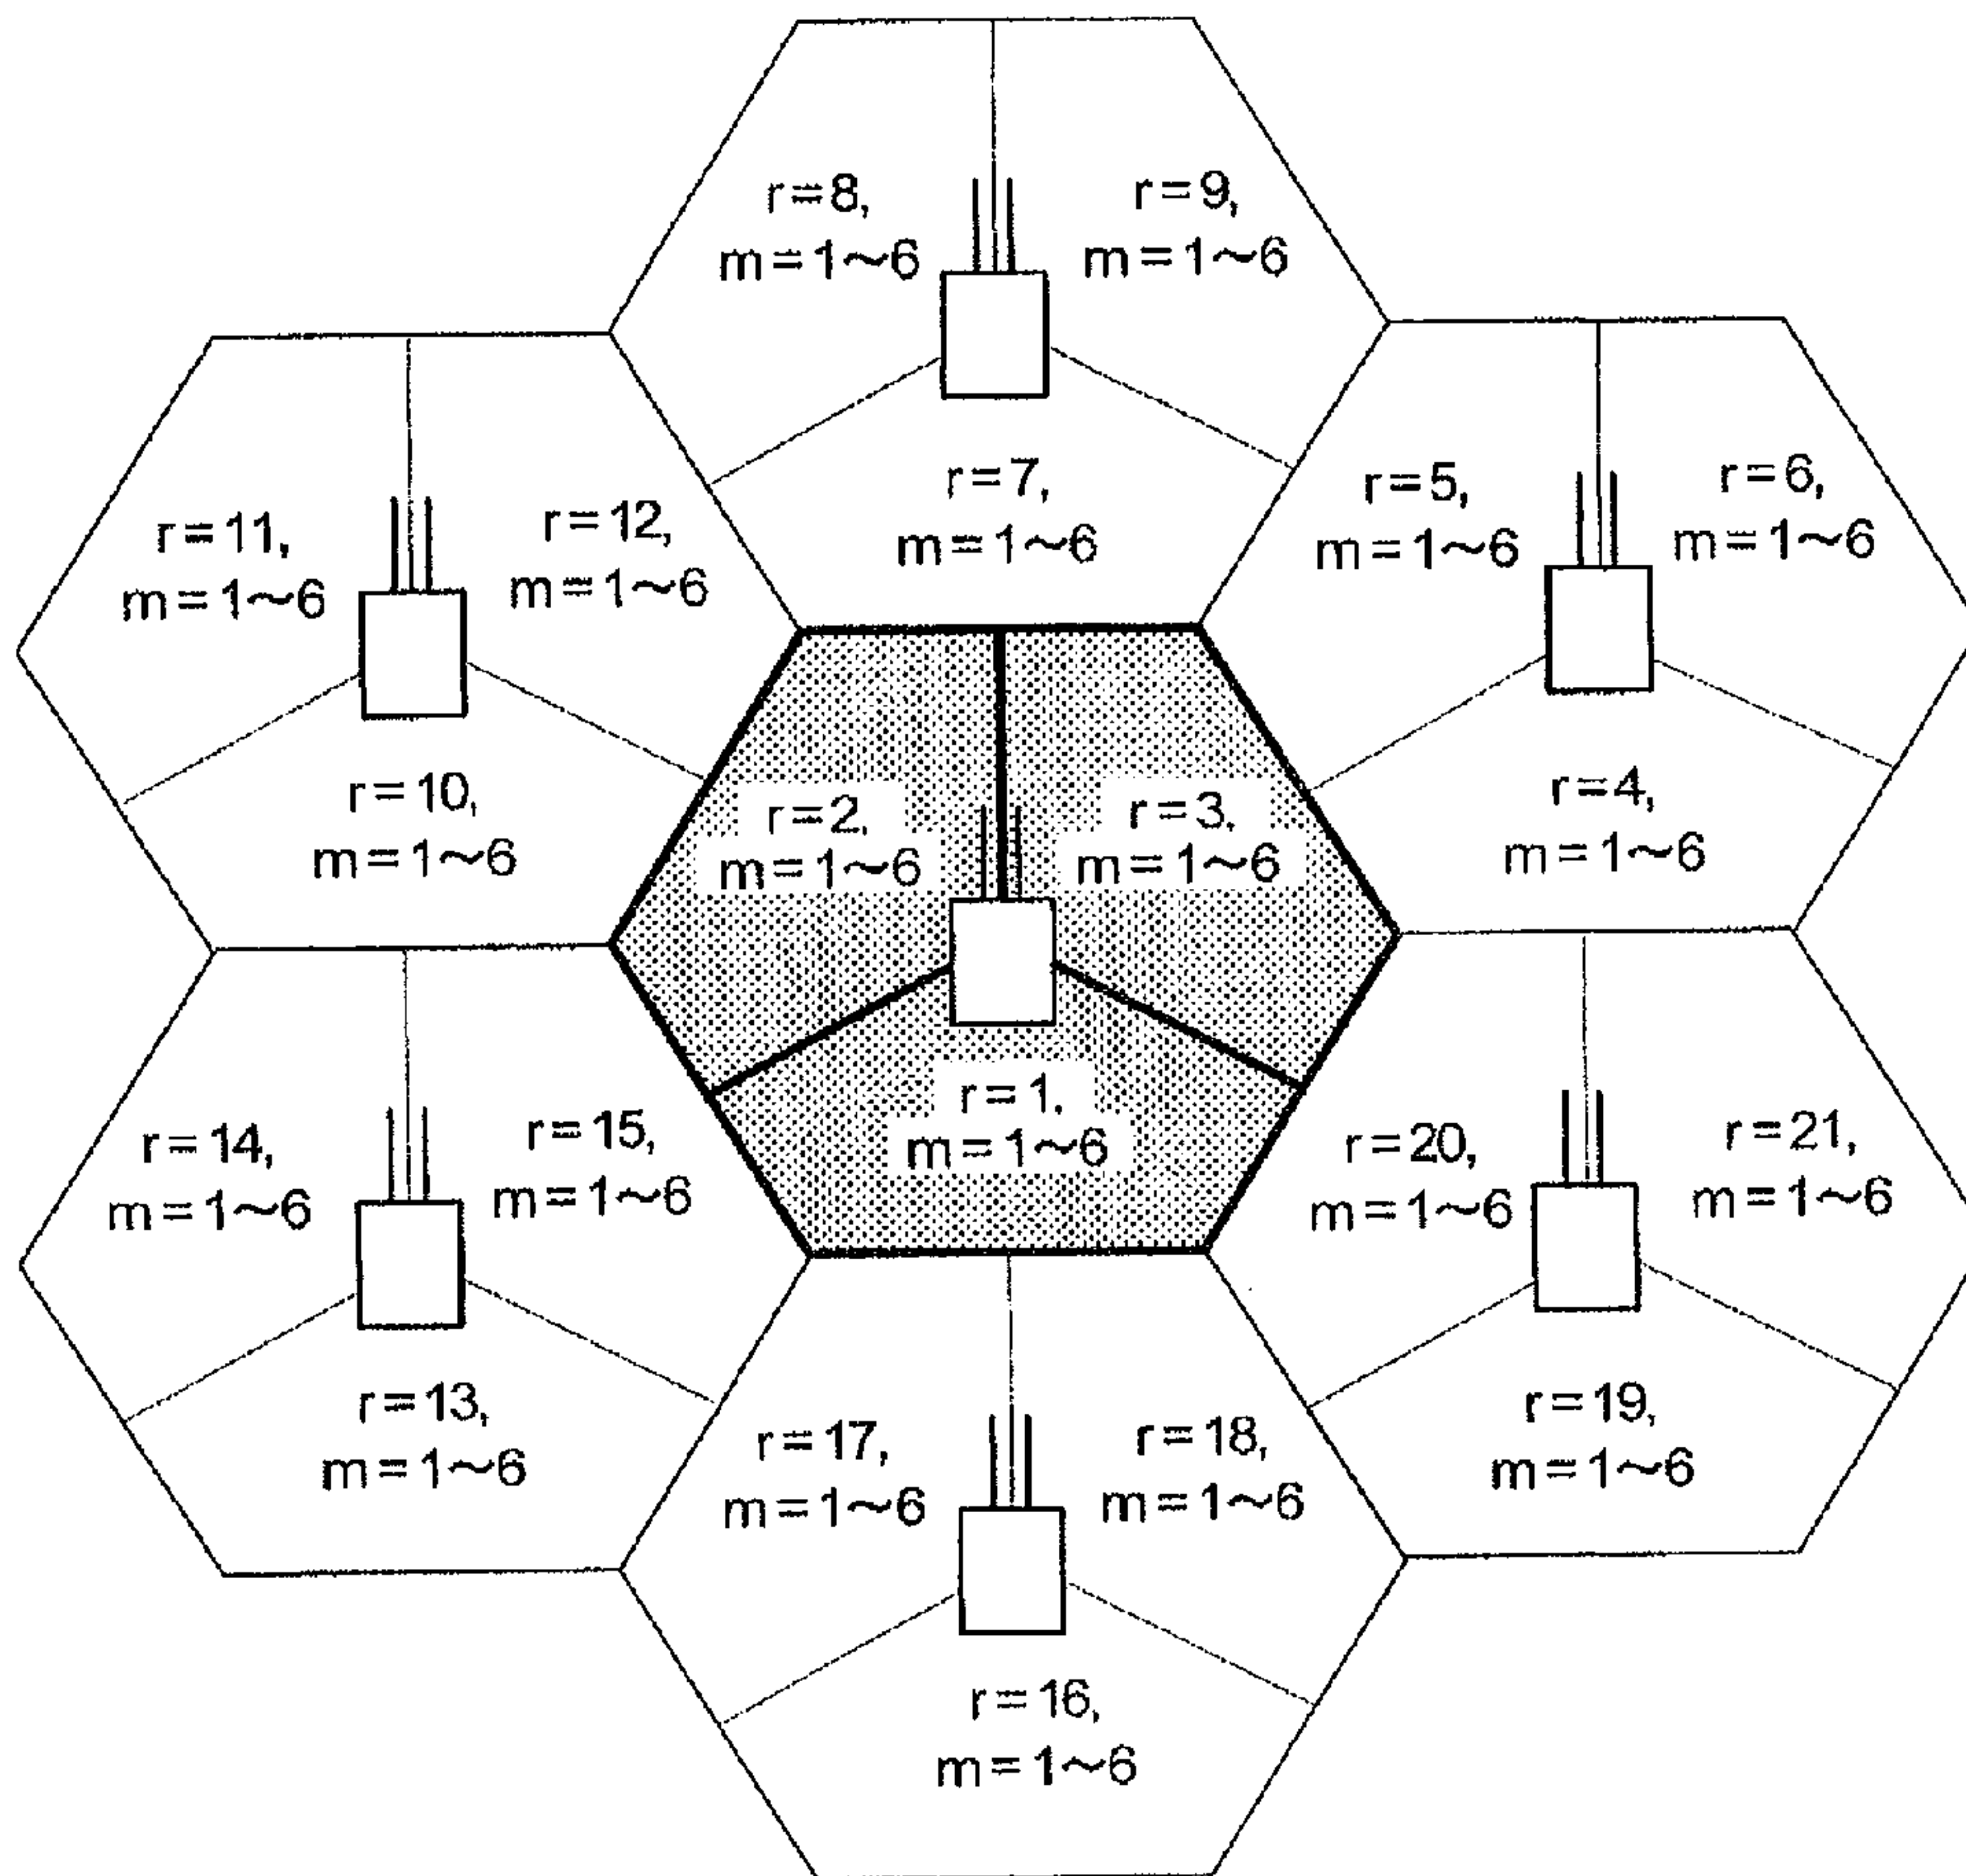 r=8,
m=1~6
r=9,
m=1~6
r=7,
m=1~6
r=5,
m=1~6
r=6,
m=1~6
r=4,
m=1~6
r=11,
m=1~6
r=12,
m=1~6
r=10,
m=1~6
r=2,
m=1~6
r=3,
m=1~6
r=1,
m=1~6
r=14,
m=1~6
r=15,
m=1~6
r=13,
m=1~6
r=20,
m=1~6
r=21,
m=1~6
r=19,
m=1~6
r=17,
m=1~6
r=18,
m=1~6
r=16,
m=1~6